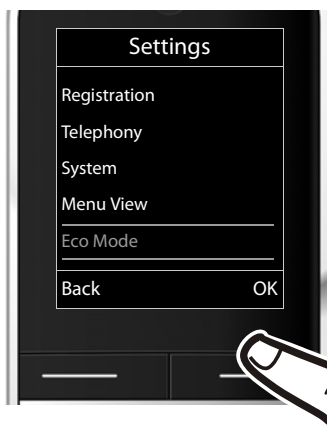 Settings
Registration
Telephony
System
Menu View
Eco Mode
Back OK